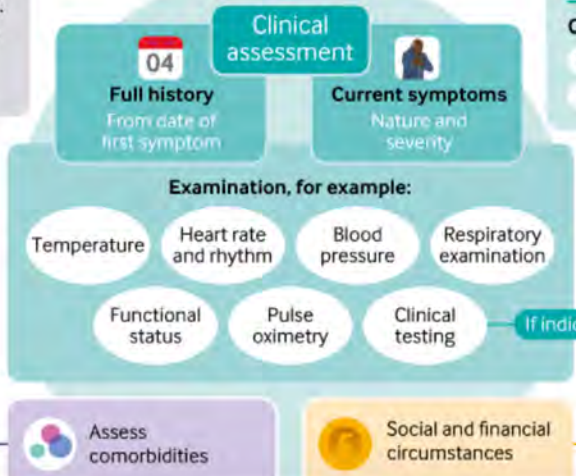 Clinical
assessment
04
Full history
From date of
first symptom
Current symptoms
Nature and
severity
Examination, for example:
Temperature
Heart rate
and rhythm
Blood
pressure
Respiratory
examination
Functional
status
Pulse
oximetry
Clinical
testing
If indic
Assess
comorbidities
Social and financial
circumstances